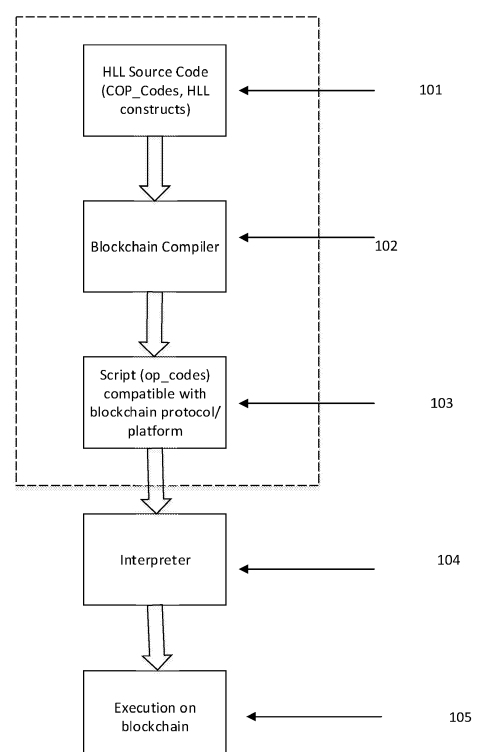 HLL Source Code
(COP_Codes, HLL
constructs)
101
Blockchain Compiler
102
Script (op_codes)
compatible with
blockchain protocol/
platform
103
Interpreter
104
Execution on
blockchain
105